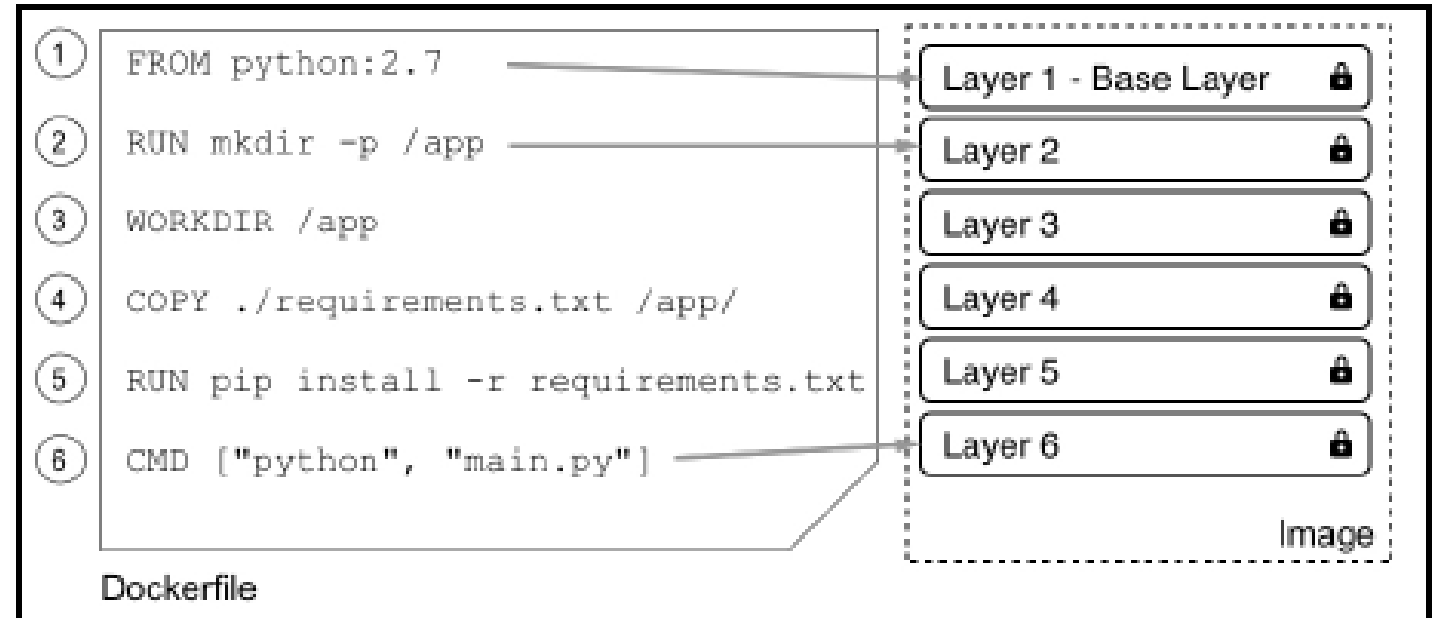 1 FROM python:2.7
2 RUN mkdir -p /app
3 WORKDIR /app
4 COPY ./requirements.txt /app/
5 RUN pip install -r requirements.txt
6 CMD ["python", "main.py"]
Dockerfile
Layer 1 - Base Layer
Layer 2
Layer 3
Layer 4
Layer 5
Layer 6
Image